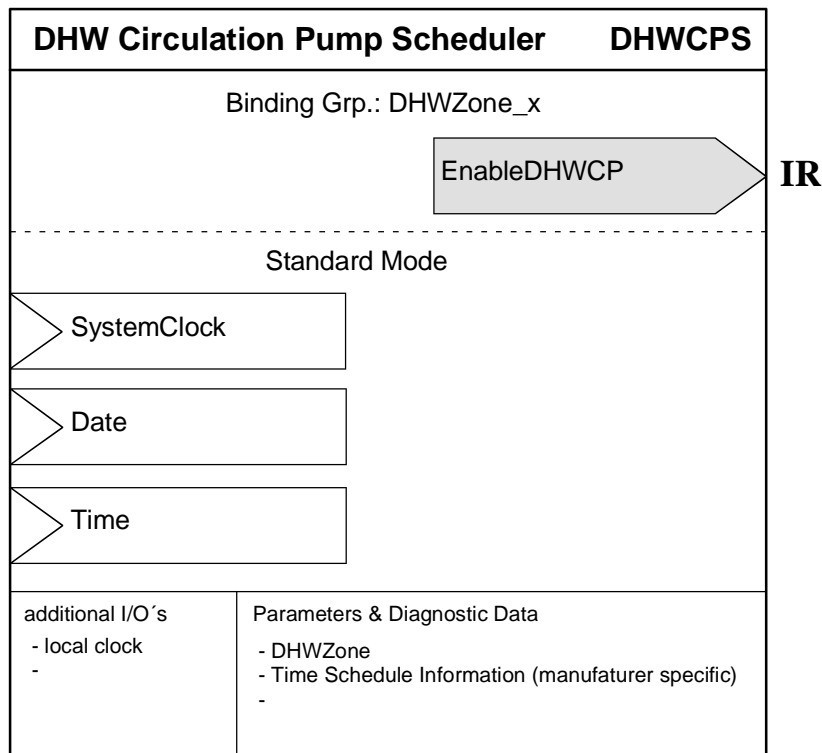 DHW Circulation Pump Scheduler DHWCPS
Binding Grp.: DHWZone_x
EnableDHWCP
IR
Standard Mode
SystemClock
Date
Time
additional I/O´s
- local clock
-
Parameters & Diagnostic Data
- DHWZone
- Time Schedule Information (manufaturer specific)
-